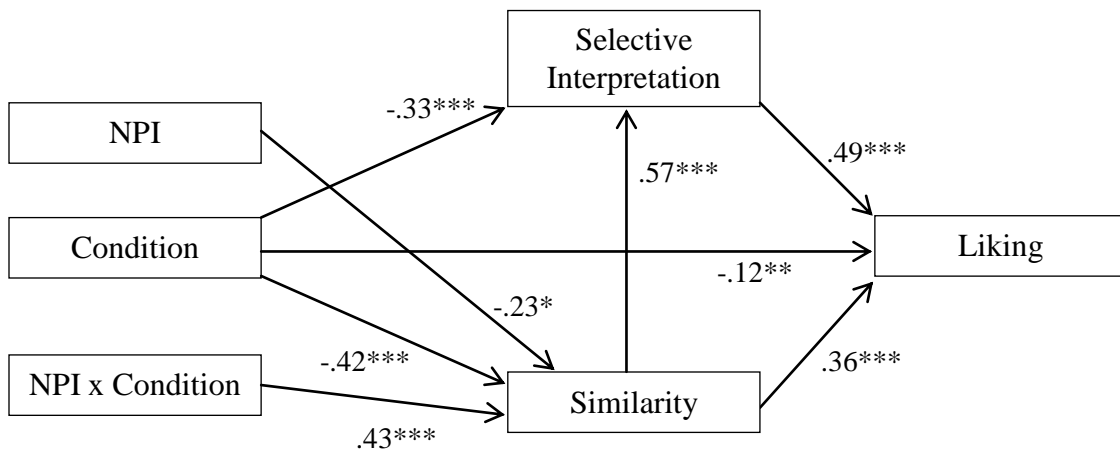 Selective
Interpretation
-.33***
NPI
.57***
.49***
Condition
Liking
-.12**
-.23*
-.42***
.36***
NPI x Condition
Similarity
.43***